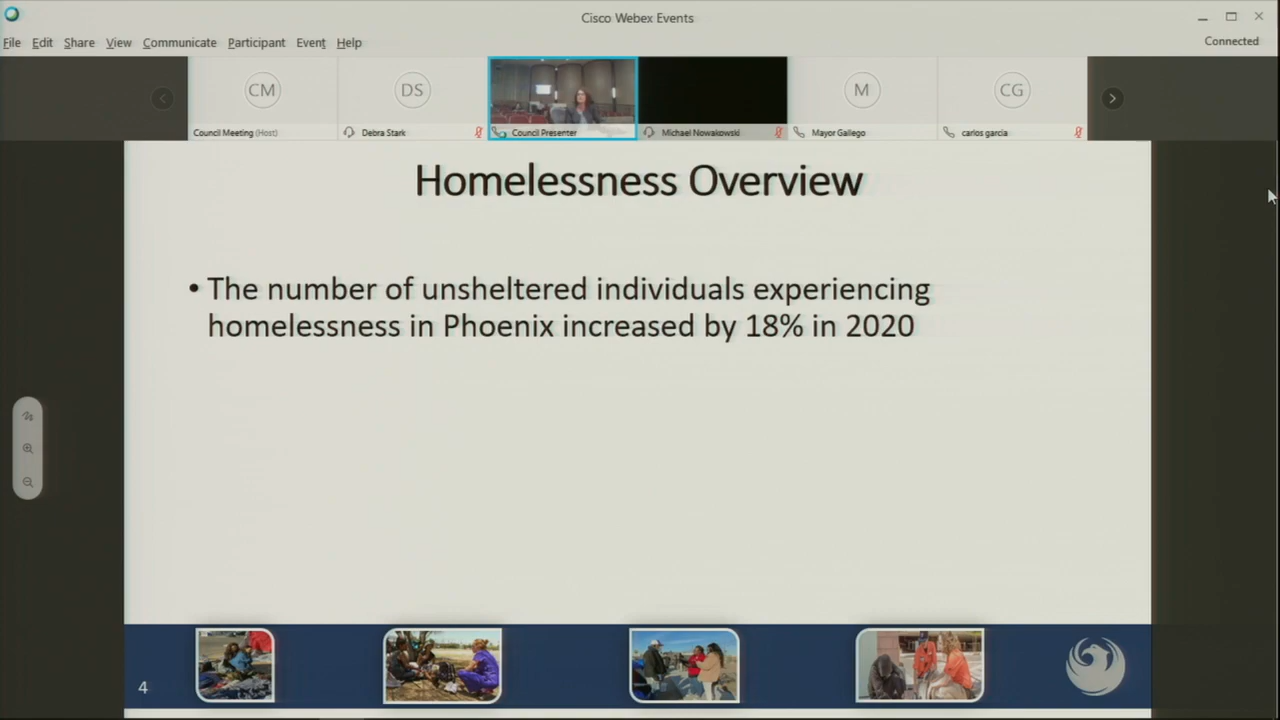 Cisco Webex Events
File Edit Share View Communicate Participant Event Help
Connected
CM
DS
M
CG
Council Meeting (Host)
Debra Stark
Council Presenter
Michael Nowakowski
Mayor Gallego
carlos garcia
Homelessness Overview
• The number of unsheltered individuals experiencing
homelessness in Phoenix increased by 18% in 2020
4